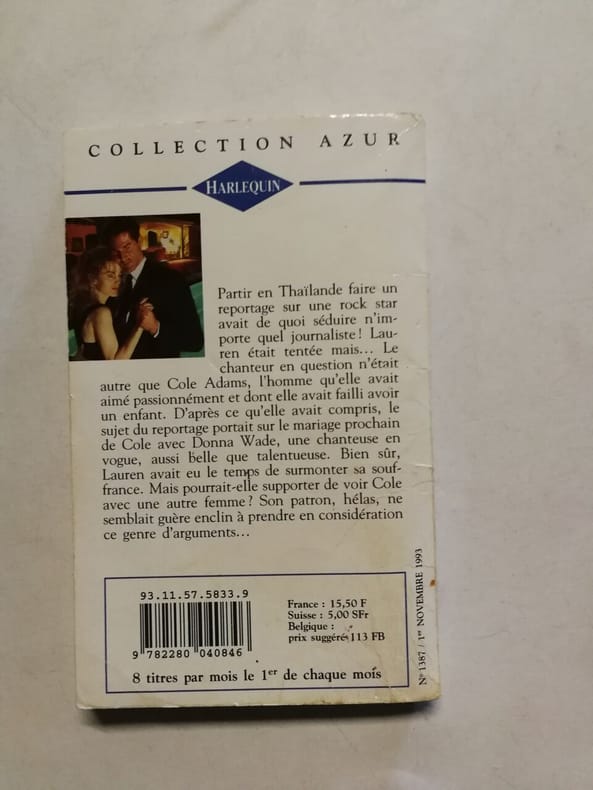 COLLECTION AZUR
HARLEQUIN
Partir en Thaïlande faire un
reportage sur une rock star
avait de quoi séduire n'im-
porte quel journaliste ! Lau-
ren était tentée mais... Le
chanteur en question n'était
autre que Cole Adams, l'homme qu'elle avait
aimé passionnément et dont elle avait failli avoir
un enfant. D'après ce qu'elle avait compris, le
sujet du reportage portait sur le mariage prochain
de Cole avec Donna Wade, une chanteuse en
vogue, aussi belle que talentueuse. Bien sûr,
Lauren avait eu le temps de surmonter sa souf-
france. Mais pourrait-elle supporter de voir Cole
avec une autre femme ? Son patron, hélas, ne
semblait guère enclin à prendre en considération
ce genre d'arguments...
93.11.57.5833.9
9 782280 040846
France : 15,50 F
Suisse : 5,00 SFr
Belgique :
prix suggéré 113 FB
8 titres par mois le 1er de chaque mois
N° 1387 / 1er NOVEMBRE 1993